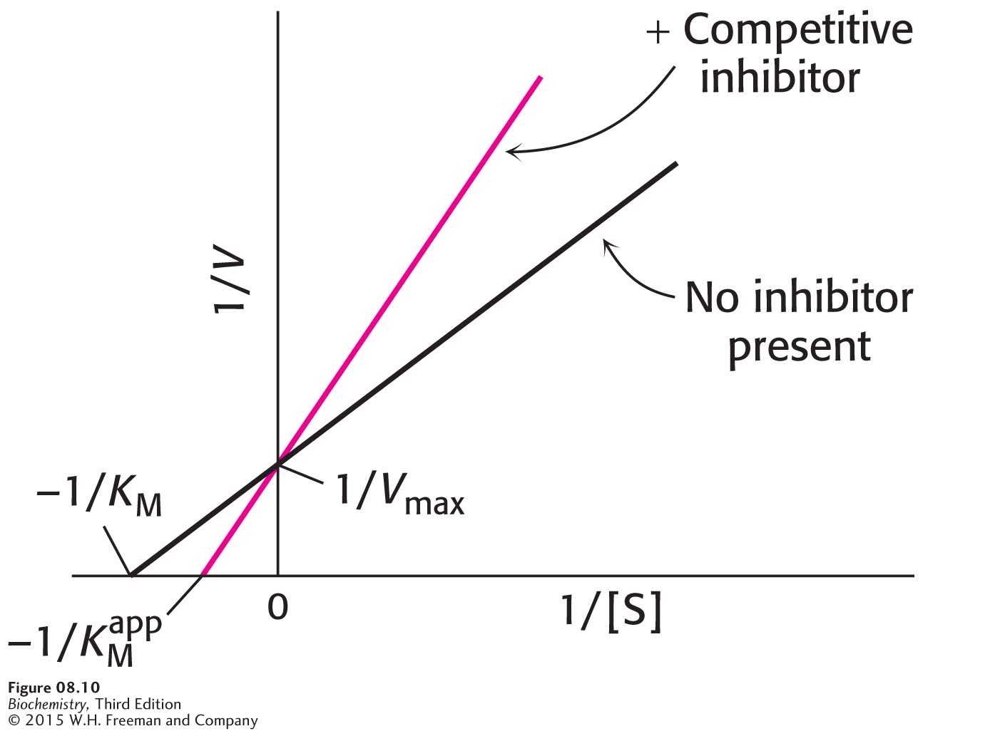 + Competitive
inhibitor
1/V
No inhibitor
present
−1/KM
1/Vmax
0
1/[S]
−1/KMapp
Figure 08.10
Biochemistry, Third Edition
© 2015 W.H. Freeman and Company